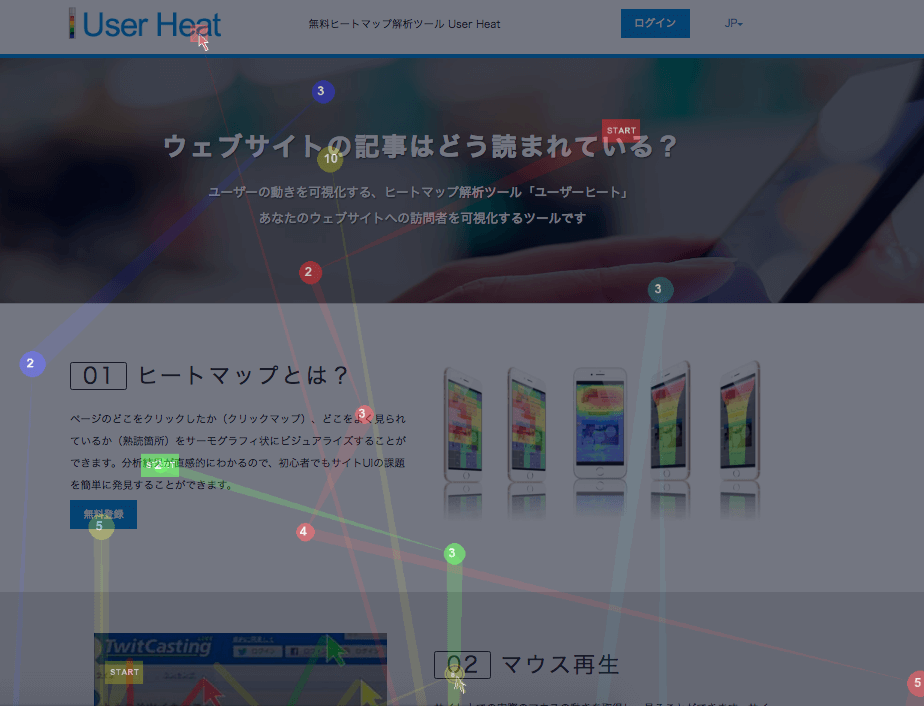 User Heat
無料ヒートマップ解析ツール User Heat
ログイン
JP
3
START
ウェブサイトの記事はどう読まれている？
10
ユーザーの動きを可視化する、ヒートマップ解析ツール「ユーザーヒート」
あなたのウェブサイトへの訪問者を可視化するツールです
2
3
2
01 ヒートマップとは？
ページのどこをクリックしたか（クリックマップ）、どこをよく見られ
ているか（熟読箇所）をサーモグラフィ状にビジュアライズすることが
できます。分析が直感的にわかるので、初心者でもサイトUIの課題
を簡単に発見することができます。
3
2
無料登録
5
4
3
TwitCasting LIVE
ログイン
ログイン
START
02 マウス再生
5